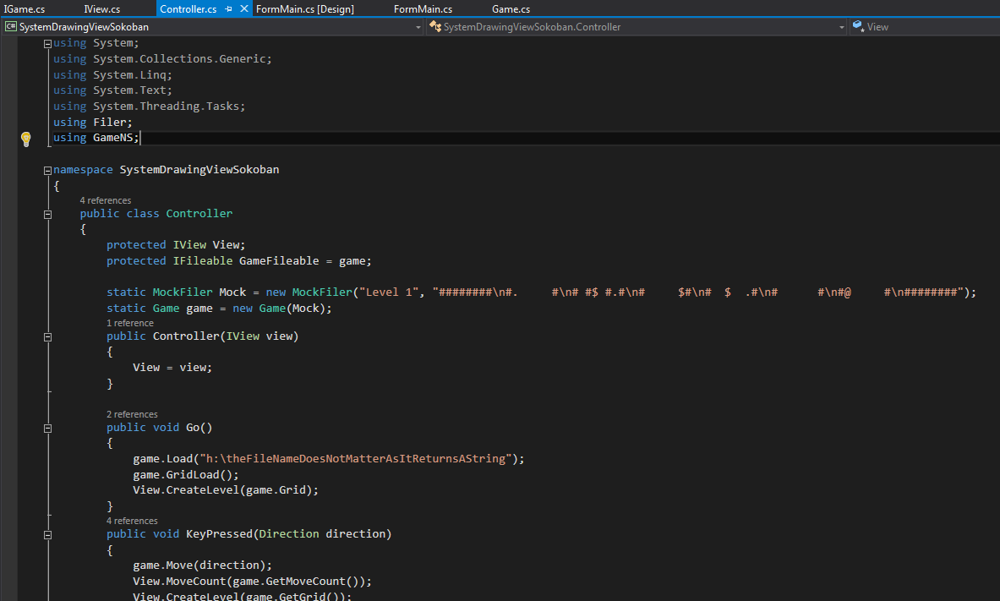 IGame.cs IView.cs Controller.cs FormMain.cs [Design] FormMain.cs Game.cs
C# SystemDrawingViewSokoban SystemDrawingViewSokoban.Controller View
using System;
using System.Collections.Generic;
using System.Linq;
using System.Text;
using System.Threading.Tasks;
using Filer;
using GameNS;
namespace SystemDrawingViewSokoban
{
4 references
public class Controller
{
protected IView View;
protected IFileable GameFileable = game;
static MockFiler Mock = new MockFiler("Level 1", "########\n#.     #\n# #$ #.#\n#     $#\n#  $  .#\n#      #\n#@     #\n########");
static Game game = new Game(Mock);
1 reference
public Controller(IView view)
{
View = view;
}
2 references
public void Go()
{
game.Load("h:\theFileNameDoesNotMatterAsItReturnsAString");
game.GridLoad();
View.CreateLevel(game.Grid);
}
4 references
public void KeyPressed(Direction direction)
{
game.Move(direction);
View.MoveCount(game.GetMoveCount());
View.CreateLevel(game.GetGrid());